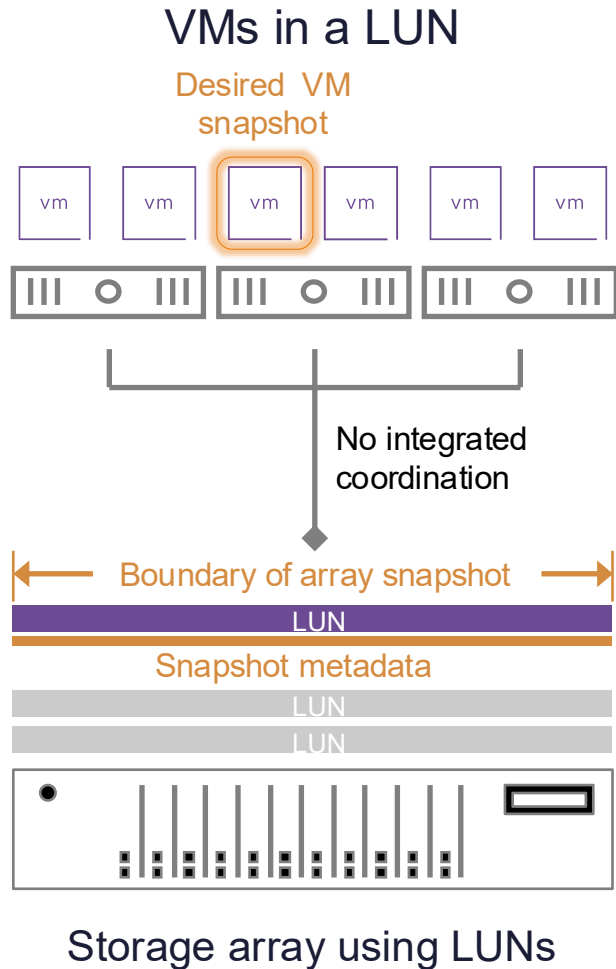 VMs in a LUN
Desired VM
snapshot
vm vm vm vm vm vm
No integrated
coordination
Boundary of array snapshot
LUN
Snapshot metadata
LUN
LUN
Storage array using LUNs